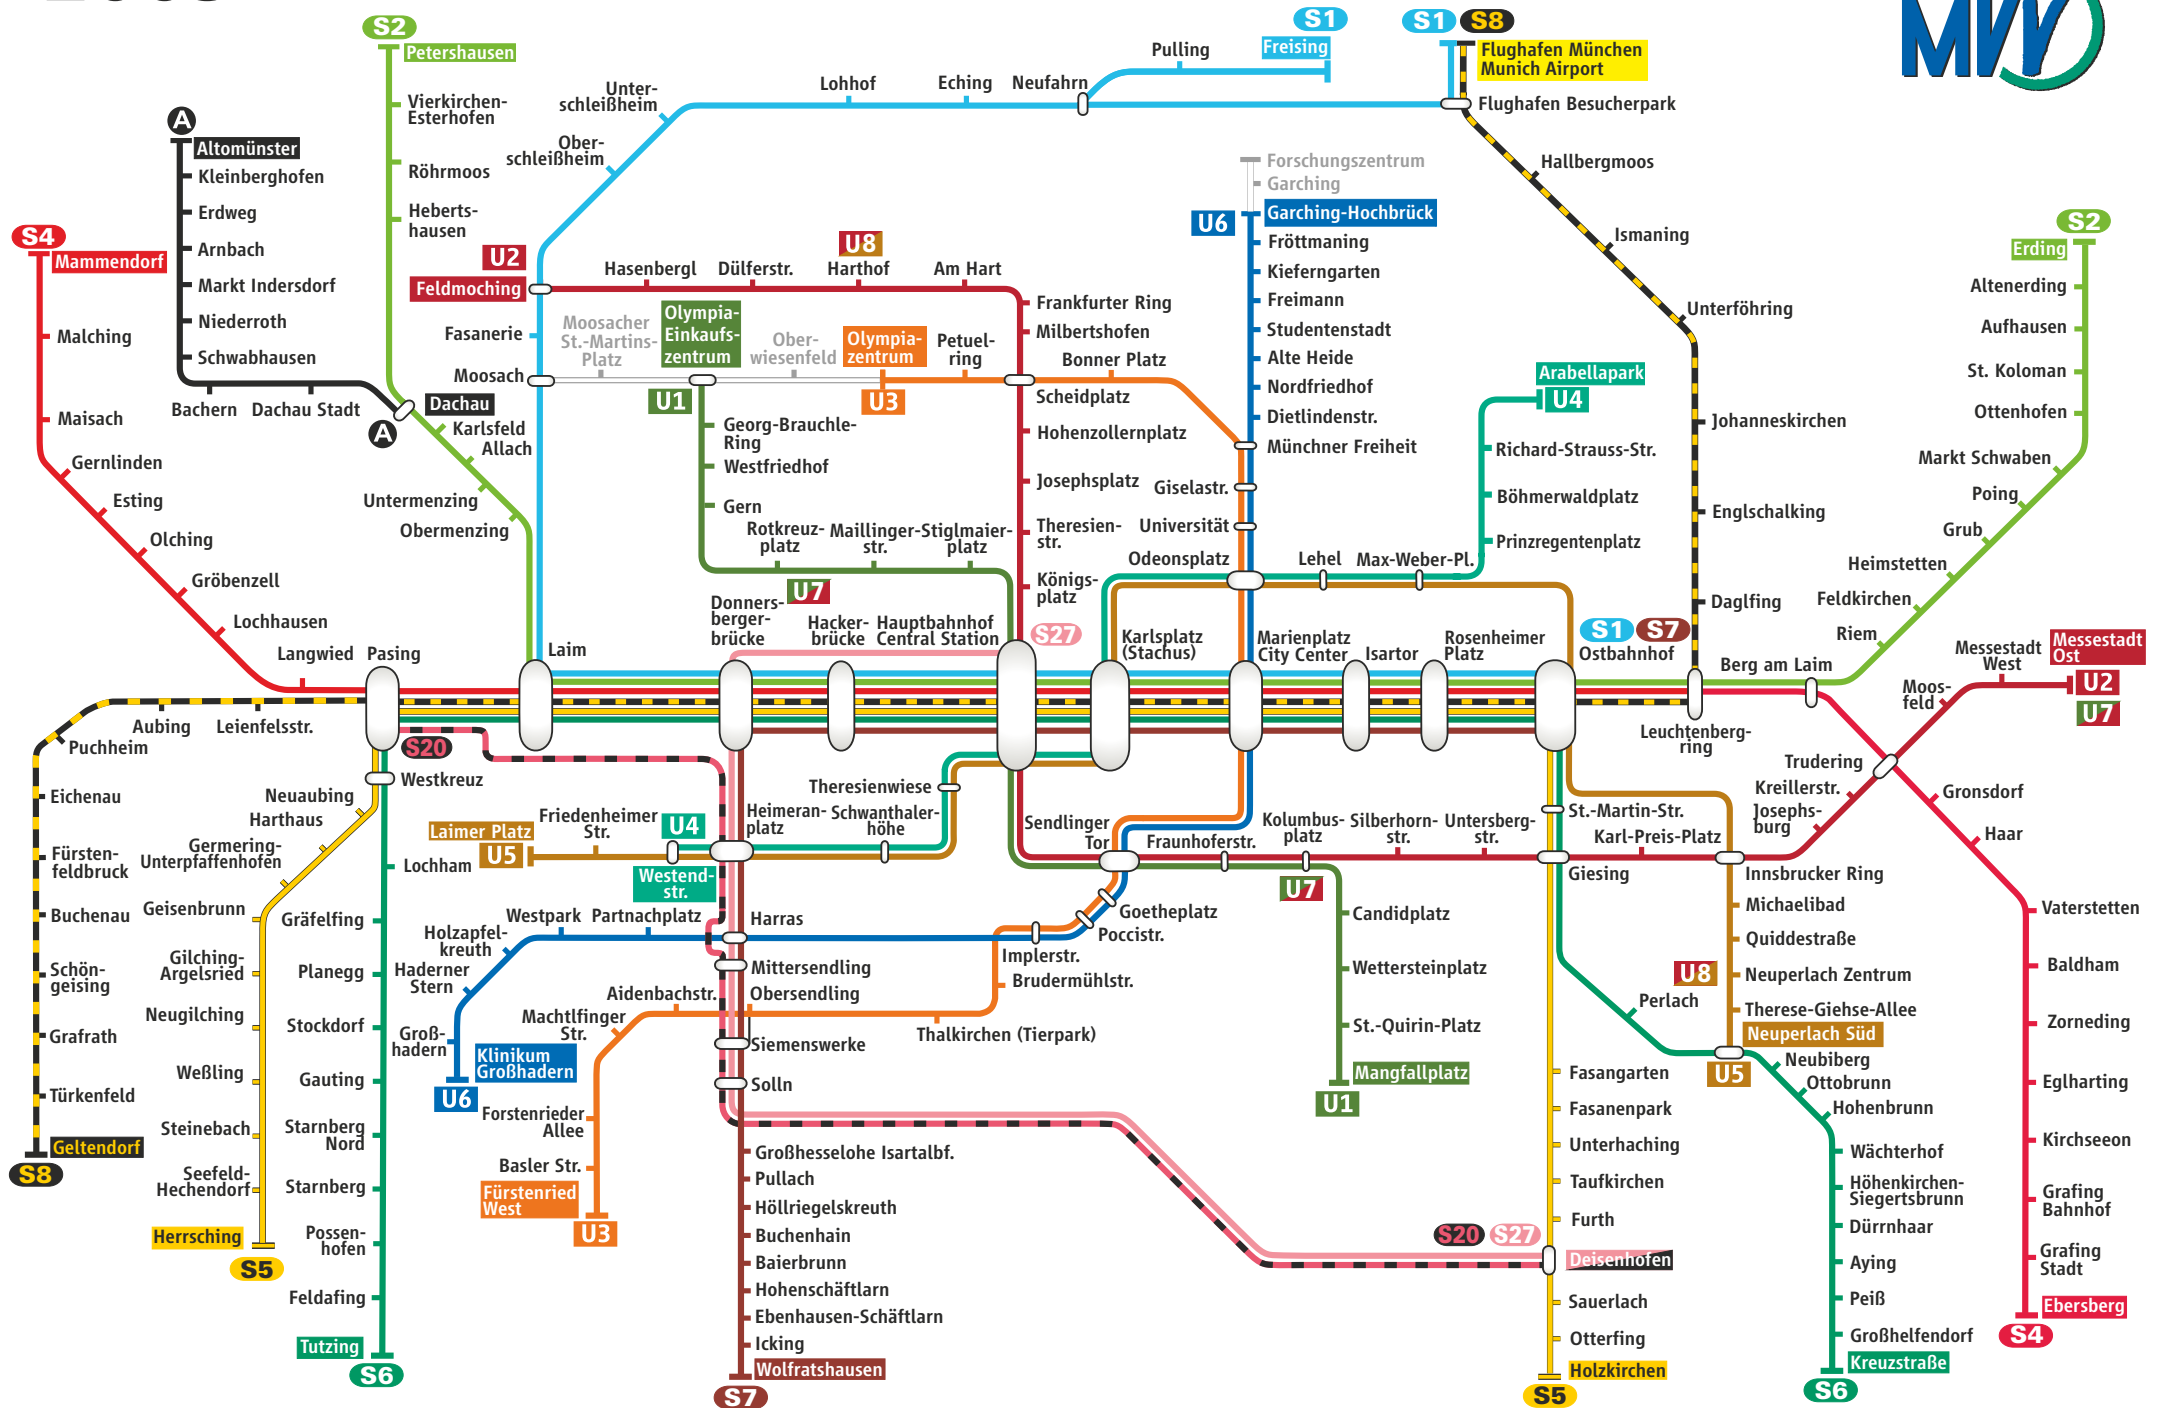 S2
Petershausen
Vierkirchen-
Esterhofen
Röhrmoos
Heberts-
hausen
A
Altomünster
Kleinberghofen
Erdweg
Arnbach
Markt Indersdorf
Niederroth
Schwabhausen
Bachern
Dachau Stadt
A
Dachau
Karlsfeld
Allach
Untermenzing
Obermenzing
S4
Mammendorf
Malching
Maisach
Gernlinden
Esting
Olching
Gröbenzell
Lochhausen
Langwied
Pasing
S1
Freising
Pulling
Neufahrn
Eching
Lohhof
Unter-
schleißheim
Ober-
schleißheim
S1
S8
Flughafen München
Munich Airport
Flughafen Besucherpark
MVV
Hallbergmoos
Ismaning
Unterföhring
Johanneskirchen
Englschalking
Daglfing
U2
Feldmoching
Hasenbergl
Dülferstr.
U8
Harthof
Am Hart
Frankfurter Ring
Milbertshofen
Fasanerie
Moosacher
St.-Martins-
Platz
Olympia-
Einkaufs-
zentrum
Ober-
wiesenfeld
Olympia-
zentrum
Petuel-
ring
Bonner Platz
Moosach
U1
U3
Scheidplatz
Georg-Brauchle-
Ring
Westfriedhof
Gern
Rotkreuz-
platz
Maillinger-
str.
Stiglmaier-
platz
U7
Hohenzollernplatz
Josephsplatz
Theresien-
str.
Königs-
platz
Forschungszentrum
Garching
U6
Garching-Hochbrück
Fröttmaning
Kieferngarten
Freimann
Studentenstadt
Alte Heide
Nordfriedhof
Dietlindenstr.
Münchner Freiheit
Giselastr.
Universität
Odeonsplatz
Lehel
Max-Weber-Pl.
Arabellapark
U4
Richard-Strauss-Str.
Böhmerwaldplatz
Prinzregentenplatz
S2
Erding
Altenerding
Aufhausen
St. Koloman
Ottenhofen
Markt Schwaben
Poing
Grub
Heimstetten
Feldkirchen
Riem
Berg am Laim
Laim
Donners-
berger-
brücke
Hacker-
brücke
Hauptbahnhof
Central Station
S27
Karlsplatz
(Stachus)
Marienplatz
City Center
Isartor
Rosenheimer
Platz
S1
S7
Ostbahnhof
Leuchtenberg-
ring
Messestadt
West
Messestadt
Ost
U2
U7
Moos-
feld
Trudering
Kreillerstr.
Josephs-
burg
Gronsdorf
Haar
Vaterstetten
Baldham
Zorneding
Eglharting
Kirchseeon
Grafing
Bahnhof
Grafing
Stadt
Ebersberg
S4
Aubing
Leienfelsstr.
Puchheim
Eichenau
Fürsten-
feldbruck
Buchenau
Schön-
geising
Grafrath
Türkenfeld
Geltendorf
S8
S20
Westkreuz
Neuaubing
Harthaus
Germering-
Unterpfaffenhofen
Geisenbrunn
Gilching-
Argelsried
Neugilching
Weßling
Steinebach
Seefeld-
Hechendorf
Herrsching
S5
Lochham
Gräfelfing
Planegg
Stockdorf
Gauting
Starnberg
Nord
Starnberg
Possen-
hofen
Feldafing
Tutzing
S6
Laimer Platz
U5
Friedenheimer
Str.
U4
Westend-
str.
Heimeran-
platz
Schwanthaler-
höhe
Theresienwiese
Sendlinger
Tor
Fraunhoferstr.
Kolumbus-
platz
Silberhorn-
str.
Untersberg-
str.
U7
St.-Martin-Str.
Karl-Preis-Platz
Giesing
Innsbrucker Ring
Michaelibad
Quiddestraße
U8
Neuperlach Zentrum
Therese-Giehse-Allee
Neuperlach Süd
U5
Holzapfel-
kreuth
Westpark
Partnachplatz
Harras
Haderner
Stern
Groß-
hadern
Klinikum
Großhadern
U6
Goetheplatz
Poccistr.
Implerstr.
Brudermühlstr.
Mittersendling
Obersendling
Aidenbachstr.
Machtlfinger
Str.
Thalkirchen (Tierpark)
Siemenswerke
Solln
Forstenrieder
Allee
Basler Str.
Fürstenried
West
U3
Candidplatz
Wettersteinplatz
St.-Quirin-Platz
Mangfallplatz
U1
Großhesselohe Isartalbf.
Pullach
Höllriegelskreuth
Buchenhain
Baierbrunn
Hohenschäftlarn
Ebenhausen-Schäftlarn
Icking
Wolfratshausen
S7
Fasangarten
Fasanenpark
Unterhaching
Taufkirchen
Furth
S20
S27
Deisenhofen
Sauerlach
Otterfing
Holzkirchen
S5
Perlach
Neubiberg
Ottobrunn
Hohenbrunn
Wächterhof
Höhenkirchen-
Siegertsbrunn
Dürrnhaar
Aying
Peiß
Großhelfendorf
Kreuzstraße
S6